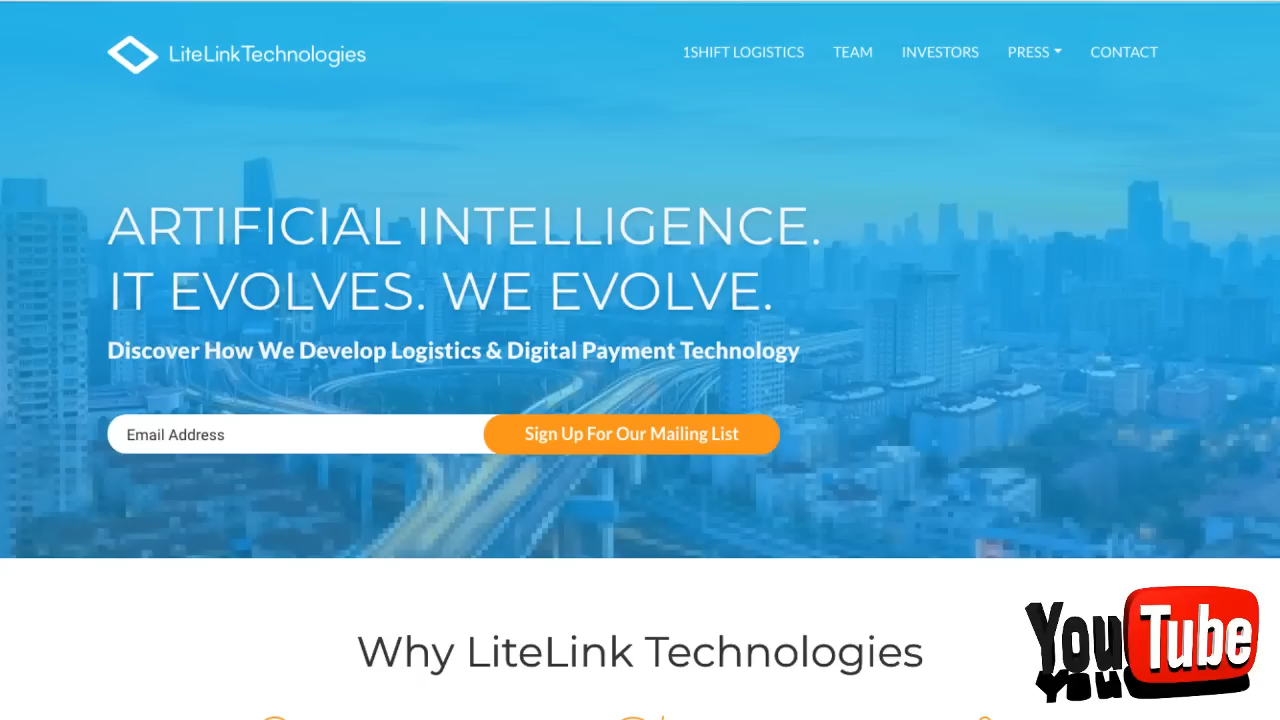 LiteLinkTechnologies
1SHIFT LOGISTICS TEAM INVESTORS PRESS CONTACT
ARTIFICIAL INTELLIGENCE.
IT EVOLVES. WE EVOLVE.
Discover How We Develop Logistics & Digital Payment Technology
Email Address Sign Up For Our Mailing List
Why LiteLink Technologies
YouTube